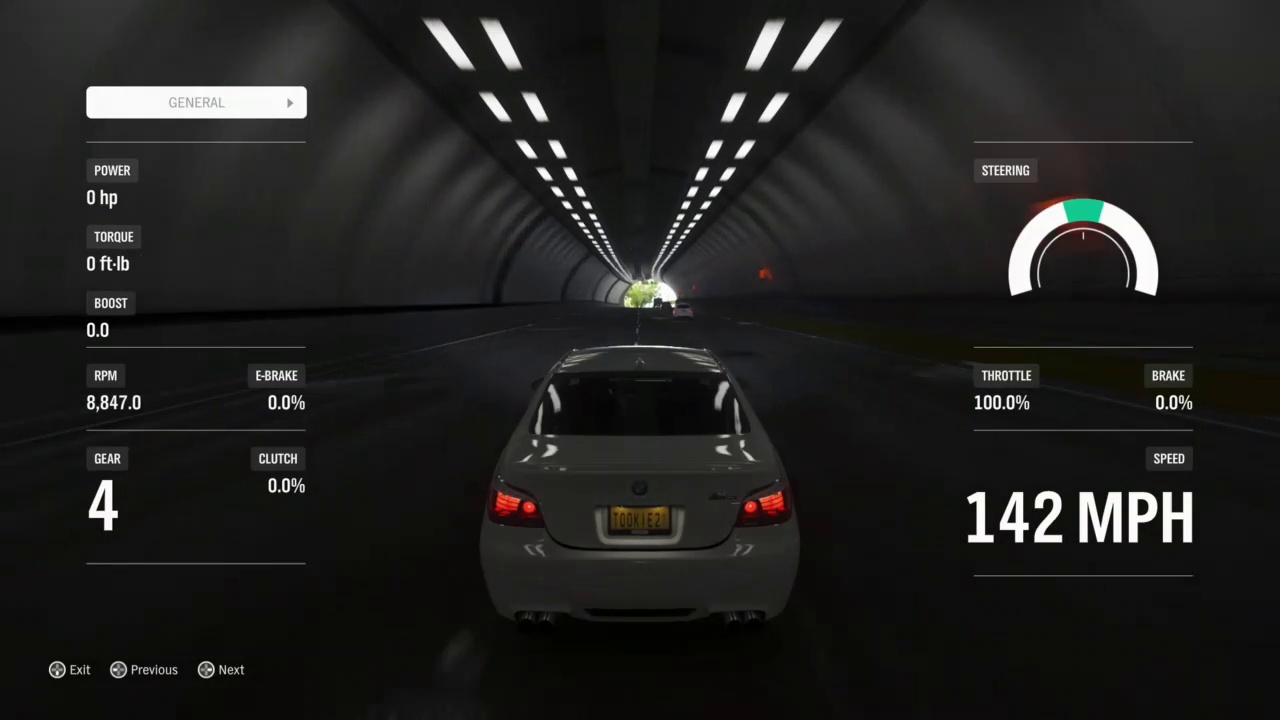 GENERAL
POWER
0 hp
TORQUE
0 ft·lb
BOOST
0.0
RPM
8,847.0
E-BRAKE
0.0%
GEAR
4
CLUTCH
0.0%
STEERING
THROTTLE
100.0%
BRAKE
0.0%
SPEED
142 MPH
TOOKIE2
Exit
Previous
Next